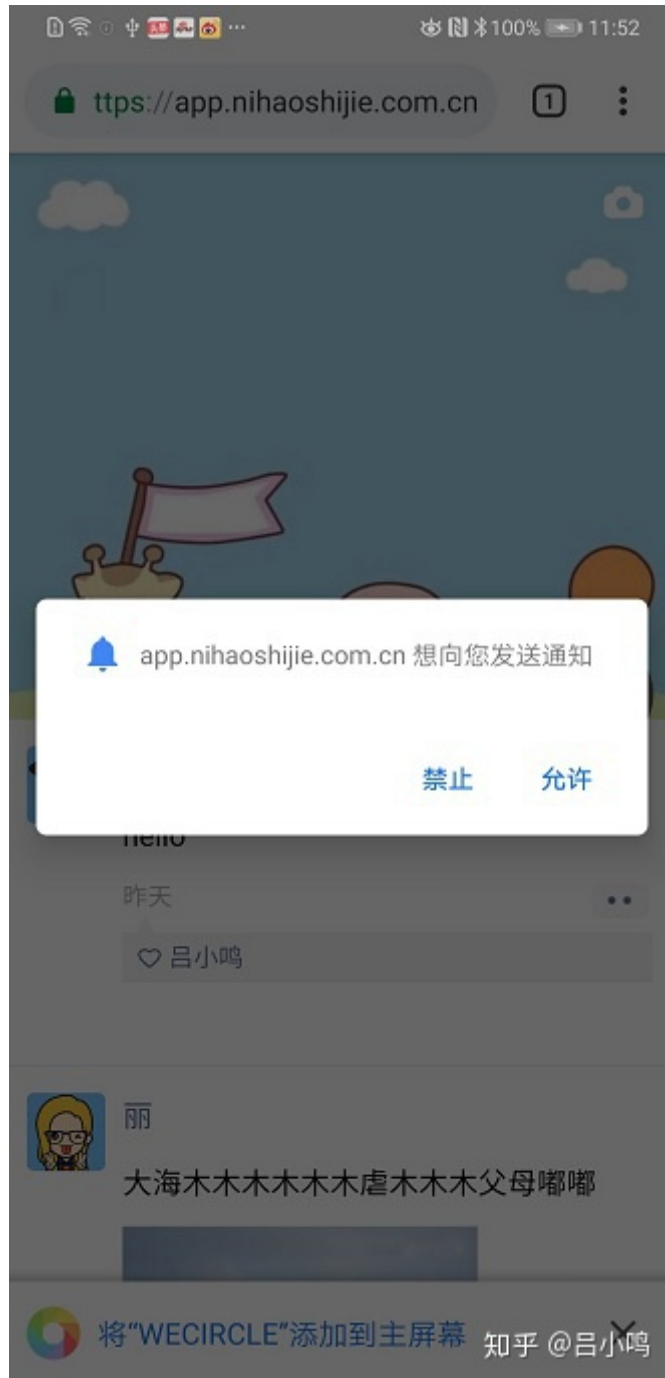 100% 11:52
ttps://app.nihaoshijie.com.cn
1
app.nihaoshijie.com.cn 想向您发送通知
禁止 允许
hello
昨天
吕小鸣
丽
大海木木木木木木虐木木木父母嘟嘟
将“WECIRCLE”添加到主屏幕
知乎 @吕小鸣